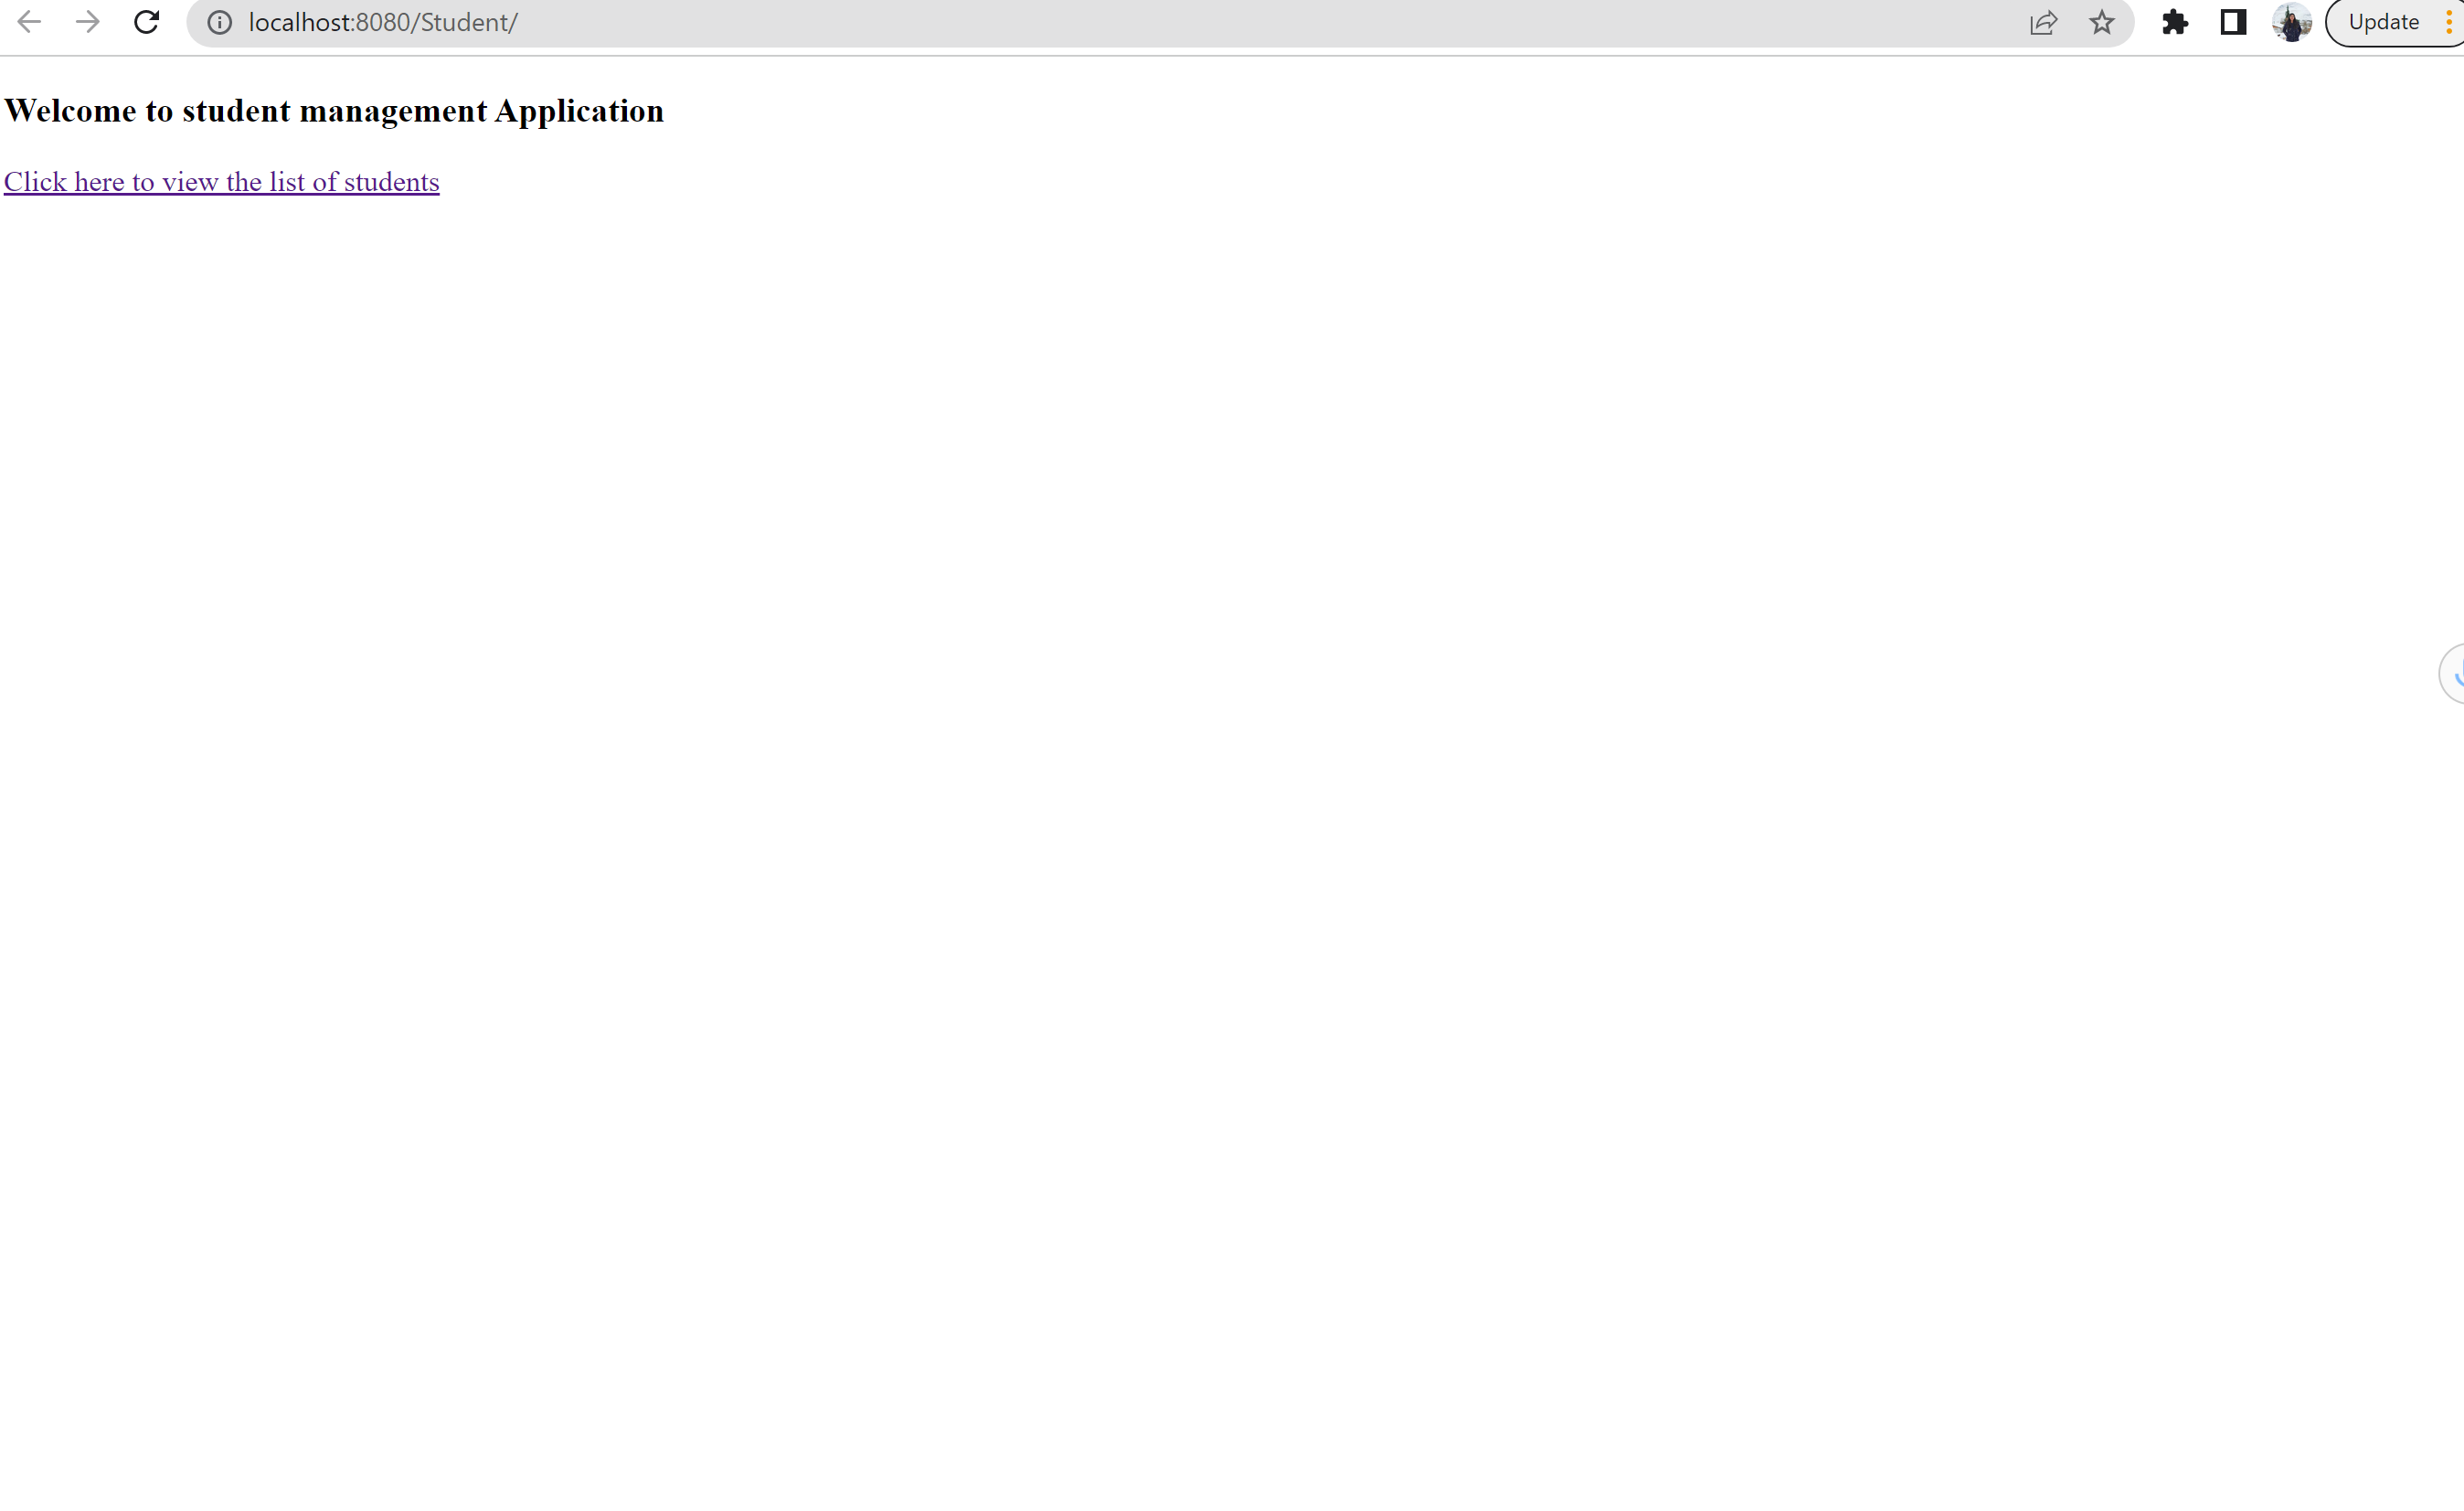 localhost:8080/Student/
Update
Welcome to student management Application
Click here to view the list of students